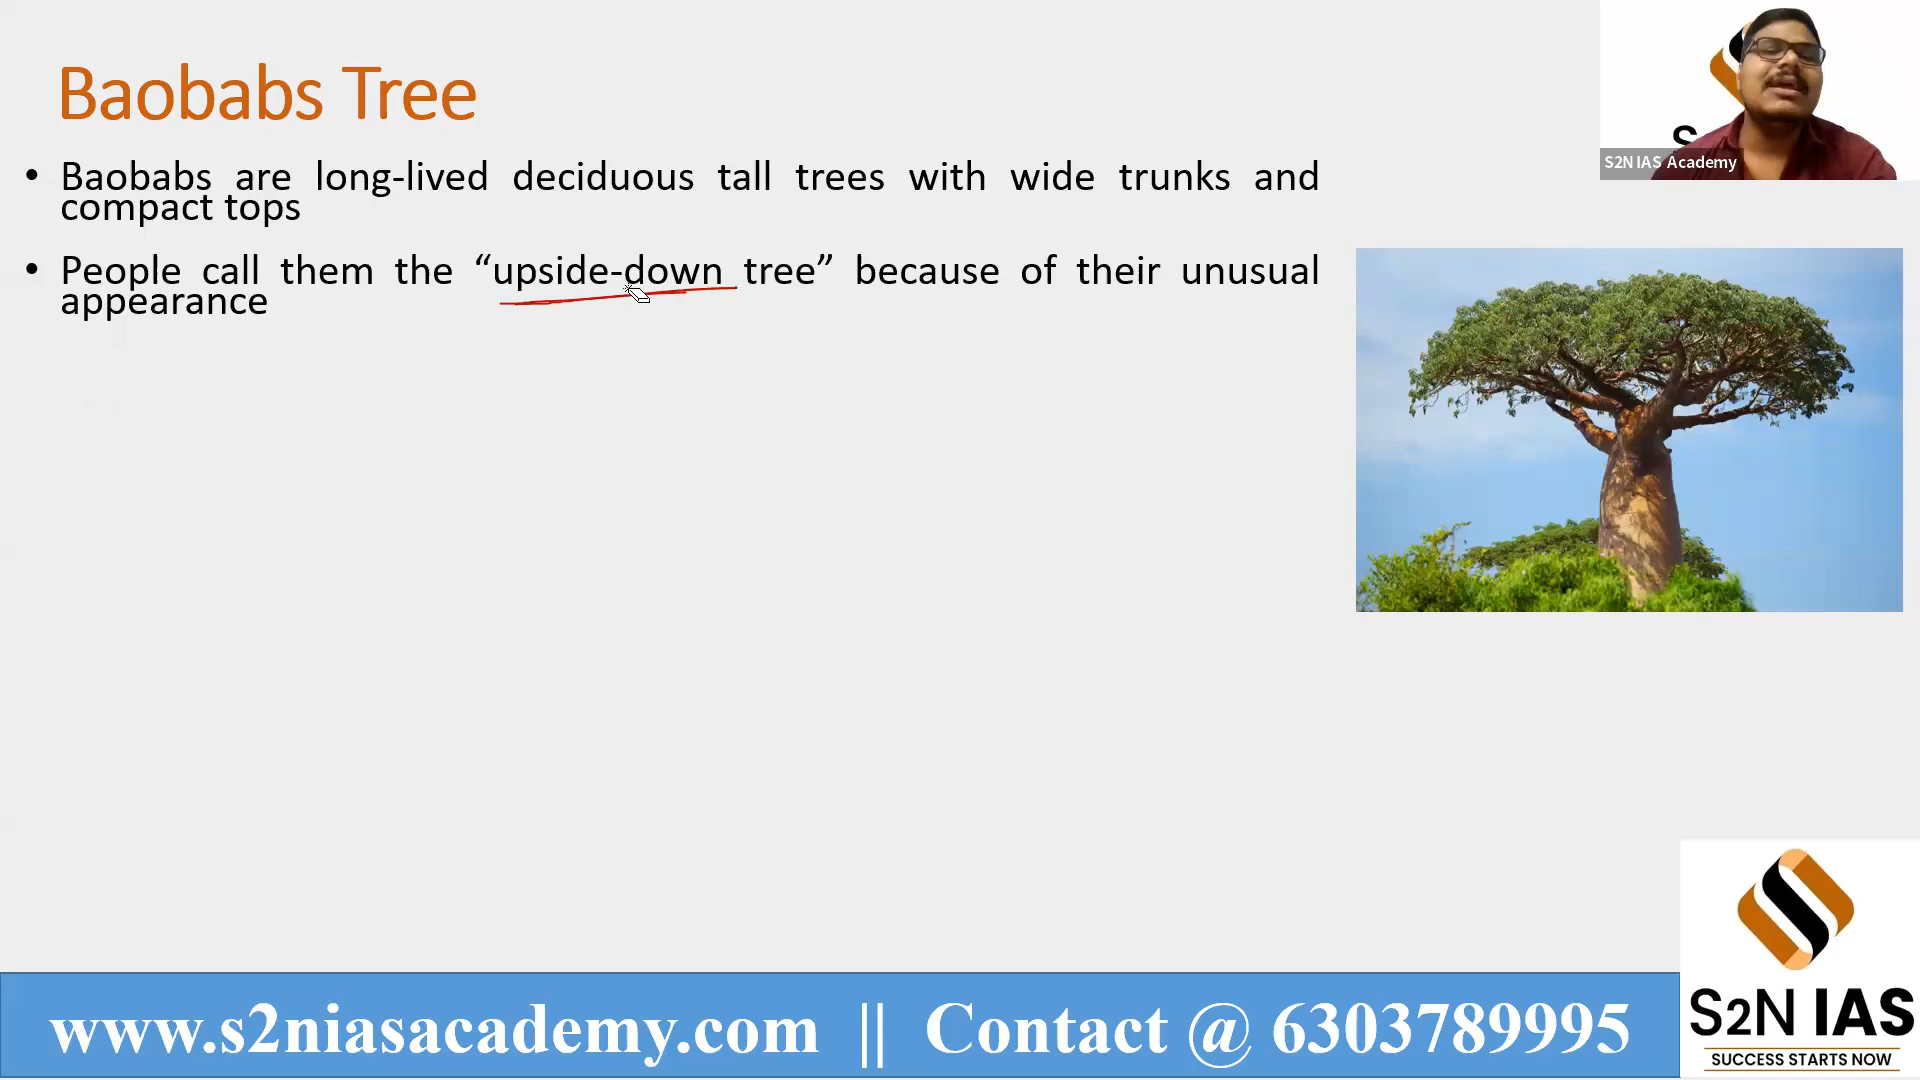 Baobabs Tree
• Baobabs are long-lived deciduous tall trees with wide trunks and
compact tops
• People call them the “upside-down tree” because of their unusual
appearance
S
S2N IAS Academy
www.s2niasacademy.com || Contact @ 6303789995
S2N IAS
SUCCESS STARTS NOW